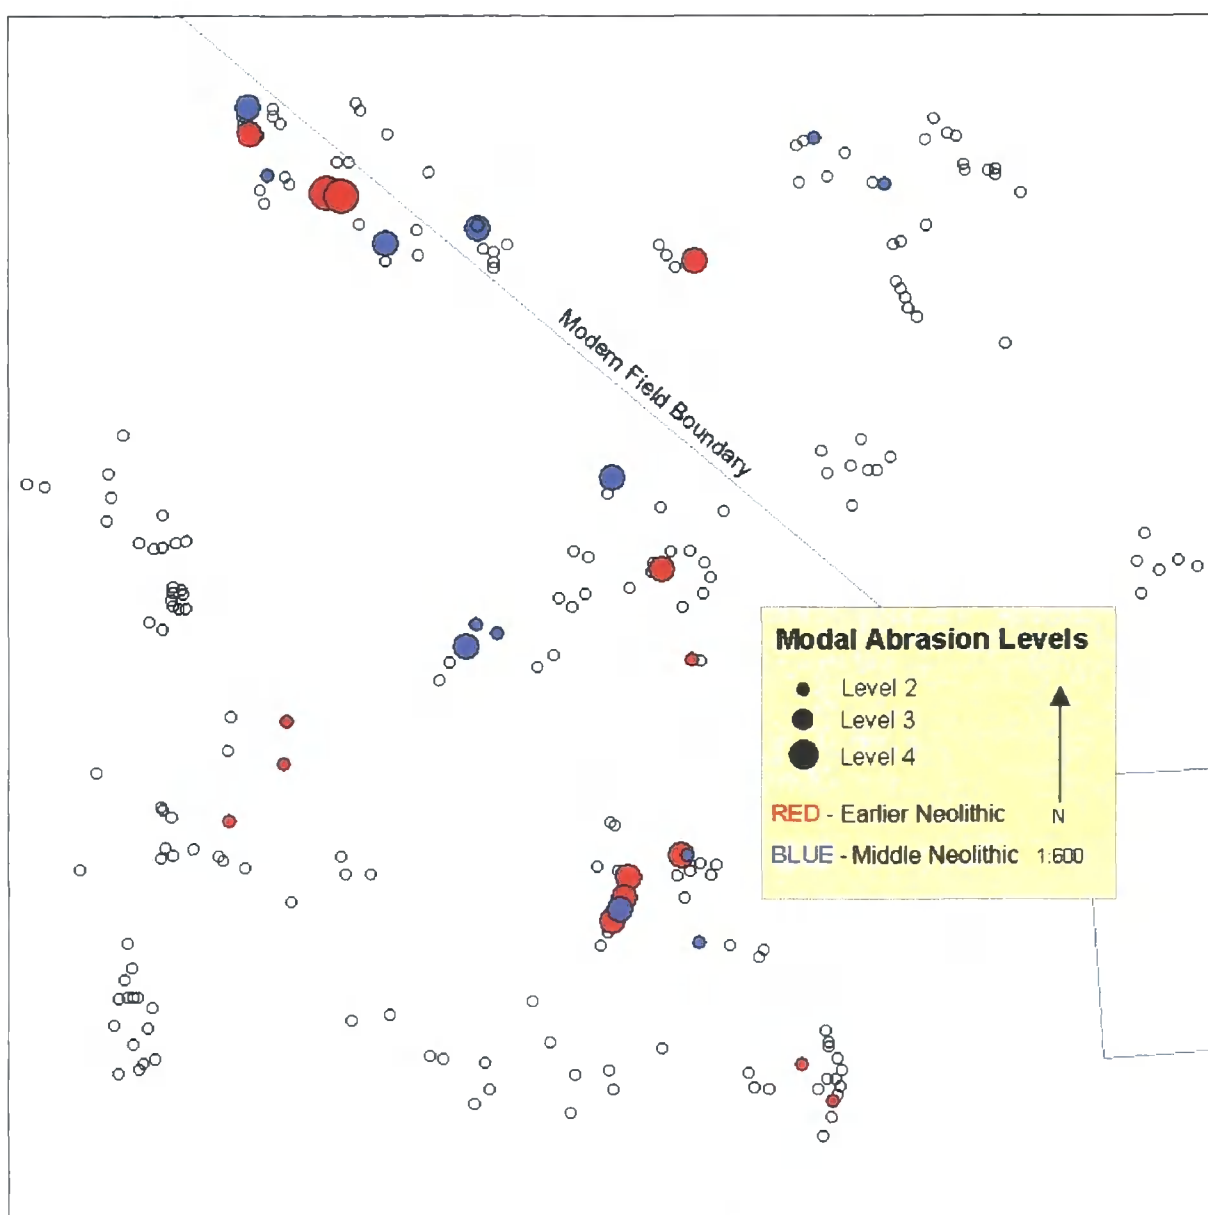 Modern Field Boundary
Modal Abrasion Levels
Level 2
Level 3
Level 4
RED - Earlier Neolithic
N
BLUE - Middle Neolithic 1:600